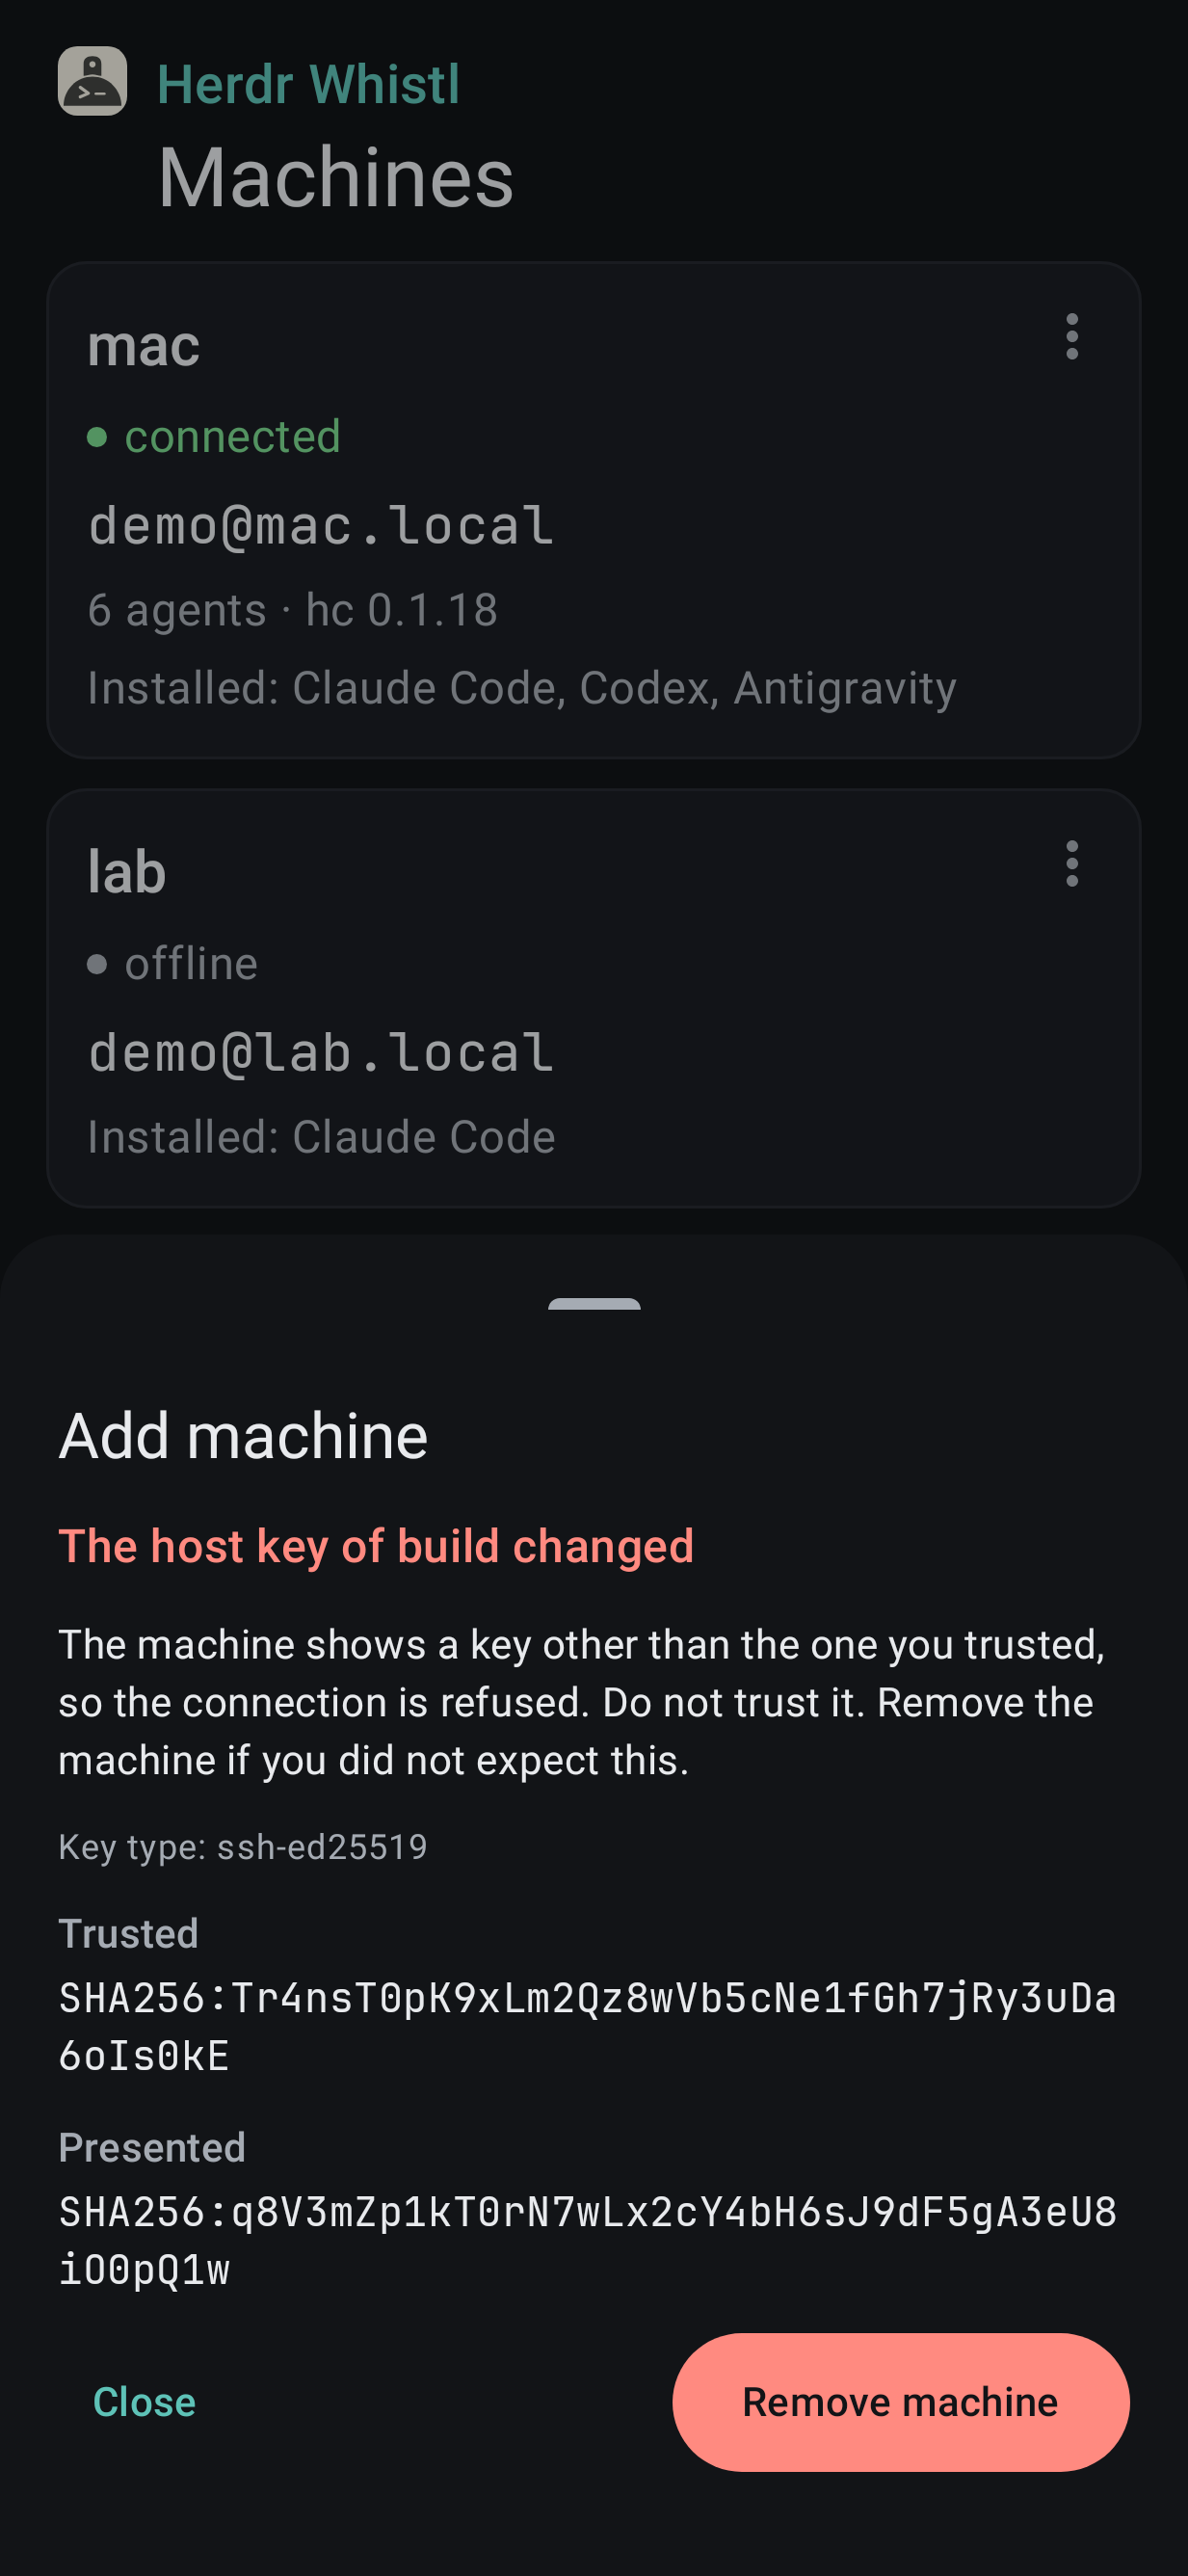 Herdr Whistl
Machines
mac
connected
demo@mac.local
6 agents · hc 0.1.18
Installed: Claude Code, Codex, Antigravity
lab
offline
demo@lab.local
Installed: Claude Code
Add machine
The host key of build changed
The machine shows a key other than the one you trusted,
so the connection is refused. Do not trust it. Remove the
machine if you did not expect this.
Key type: ssh-ed25519
Trusted
SHA256:Tr4nsT0pK9xLm2Qz8wVb5cNe1fGh7jRy3uDa
6oIs0kE
Presented
SHA256:q8V3mZp1kT0rN7wLx2cY4bH6sJ9dF5gA3eU8
iO0pQ1w
Close
Remove machine